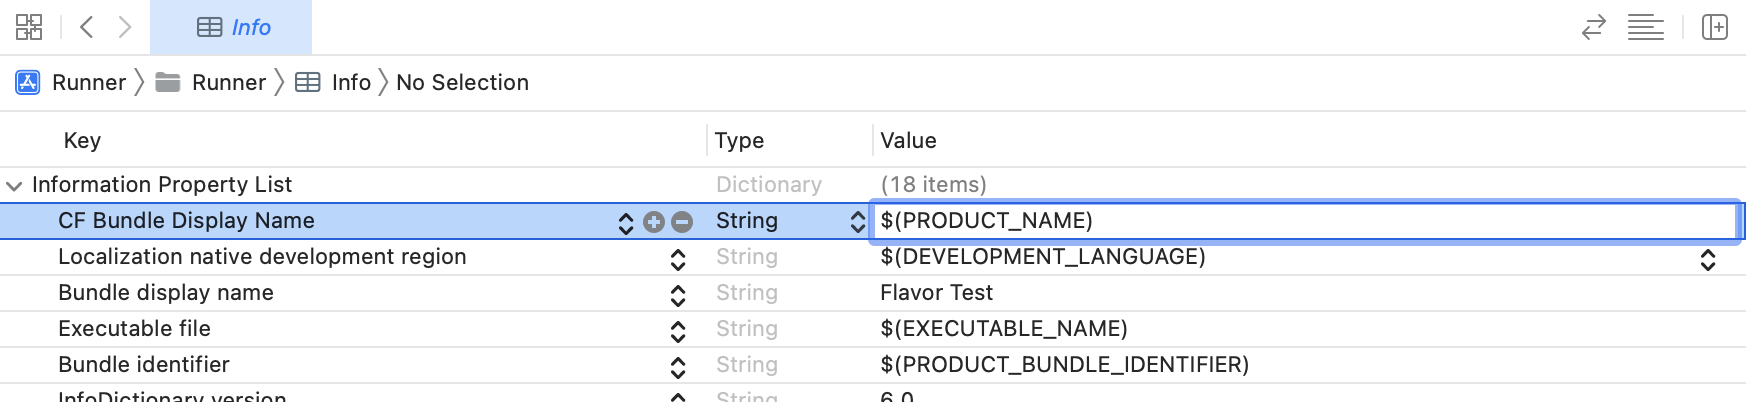 Info
Runner Runner Info No Selection
Key Type Value
Information Property List Dictionary (18 items)
CF Bundle Display Name String $(PRODUCT_NAME)
Localization native development region String $(DEVELOPMENT_LANGUAGE)
Bundle display name String Flavor Test
Executable file String $(EXECUTABLE_NAME)
Bundle identifier String $(PRODUCT_BUNDLE_IDENTIFIER)
InfoDictionary version String 6.0